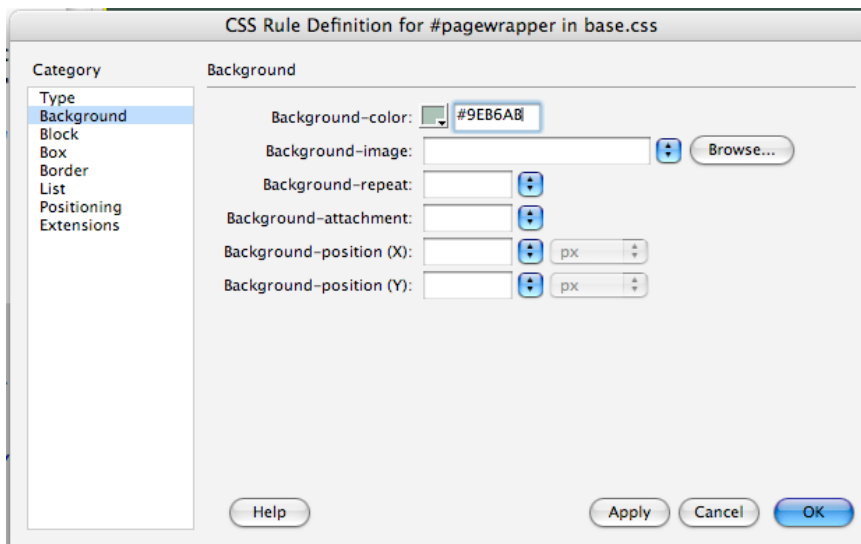 CSS Rule Definition for #pagewrapper in base.css
Category
Type
Background
Block
Box
Border
List
Positioning
Extensions
Background
Background-color: #9EB6AB
Background-image: Browse...
Background-repeat:
Background-attachment:
Background-position (X): px
Background-position (Y): px
Help Apply Cancel OK